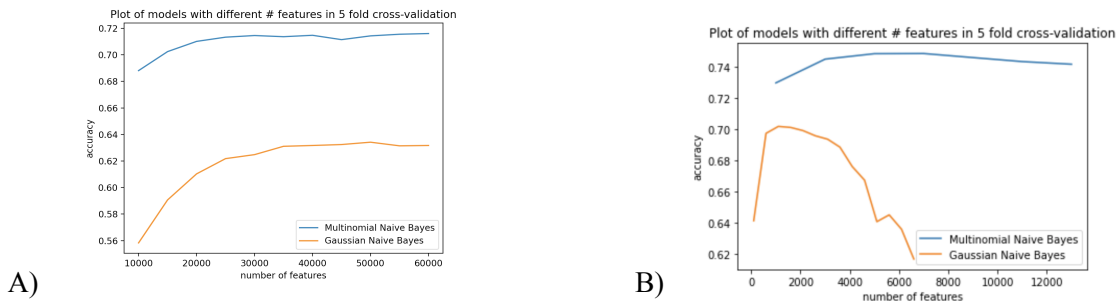 Plot of models with different # features in 5 fold cross-validation
0.72
0.70
0.68
0.66
0.64
0.62
0.60
0.58
0.56
accuracy
Multinomial Naive Bayes
Gaussian Naive Bayes
10000 20000 30000 40000 50000 60000
number of features
A)
Plot of models with different # features in 5 fold cross-validation
0.74
0.72
0.70
0.68
0.66
0.64
0.62
accuracy
Multinomial Naive Bayes
Gaussian Naive Bayes
0 2000 4000 6000 8000 10000 12000
number of features
B)